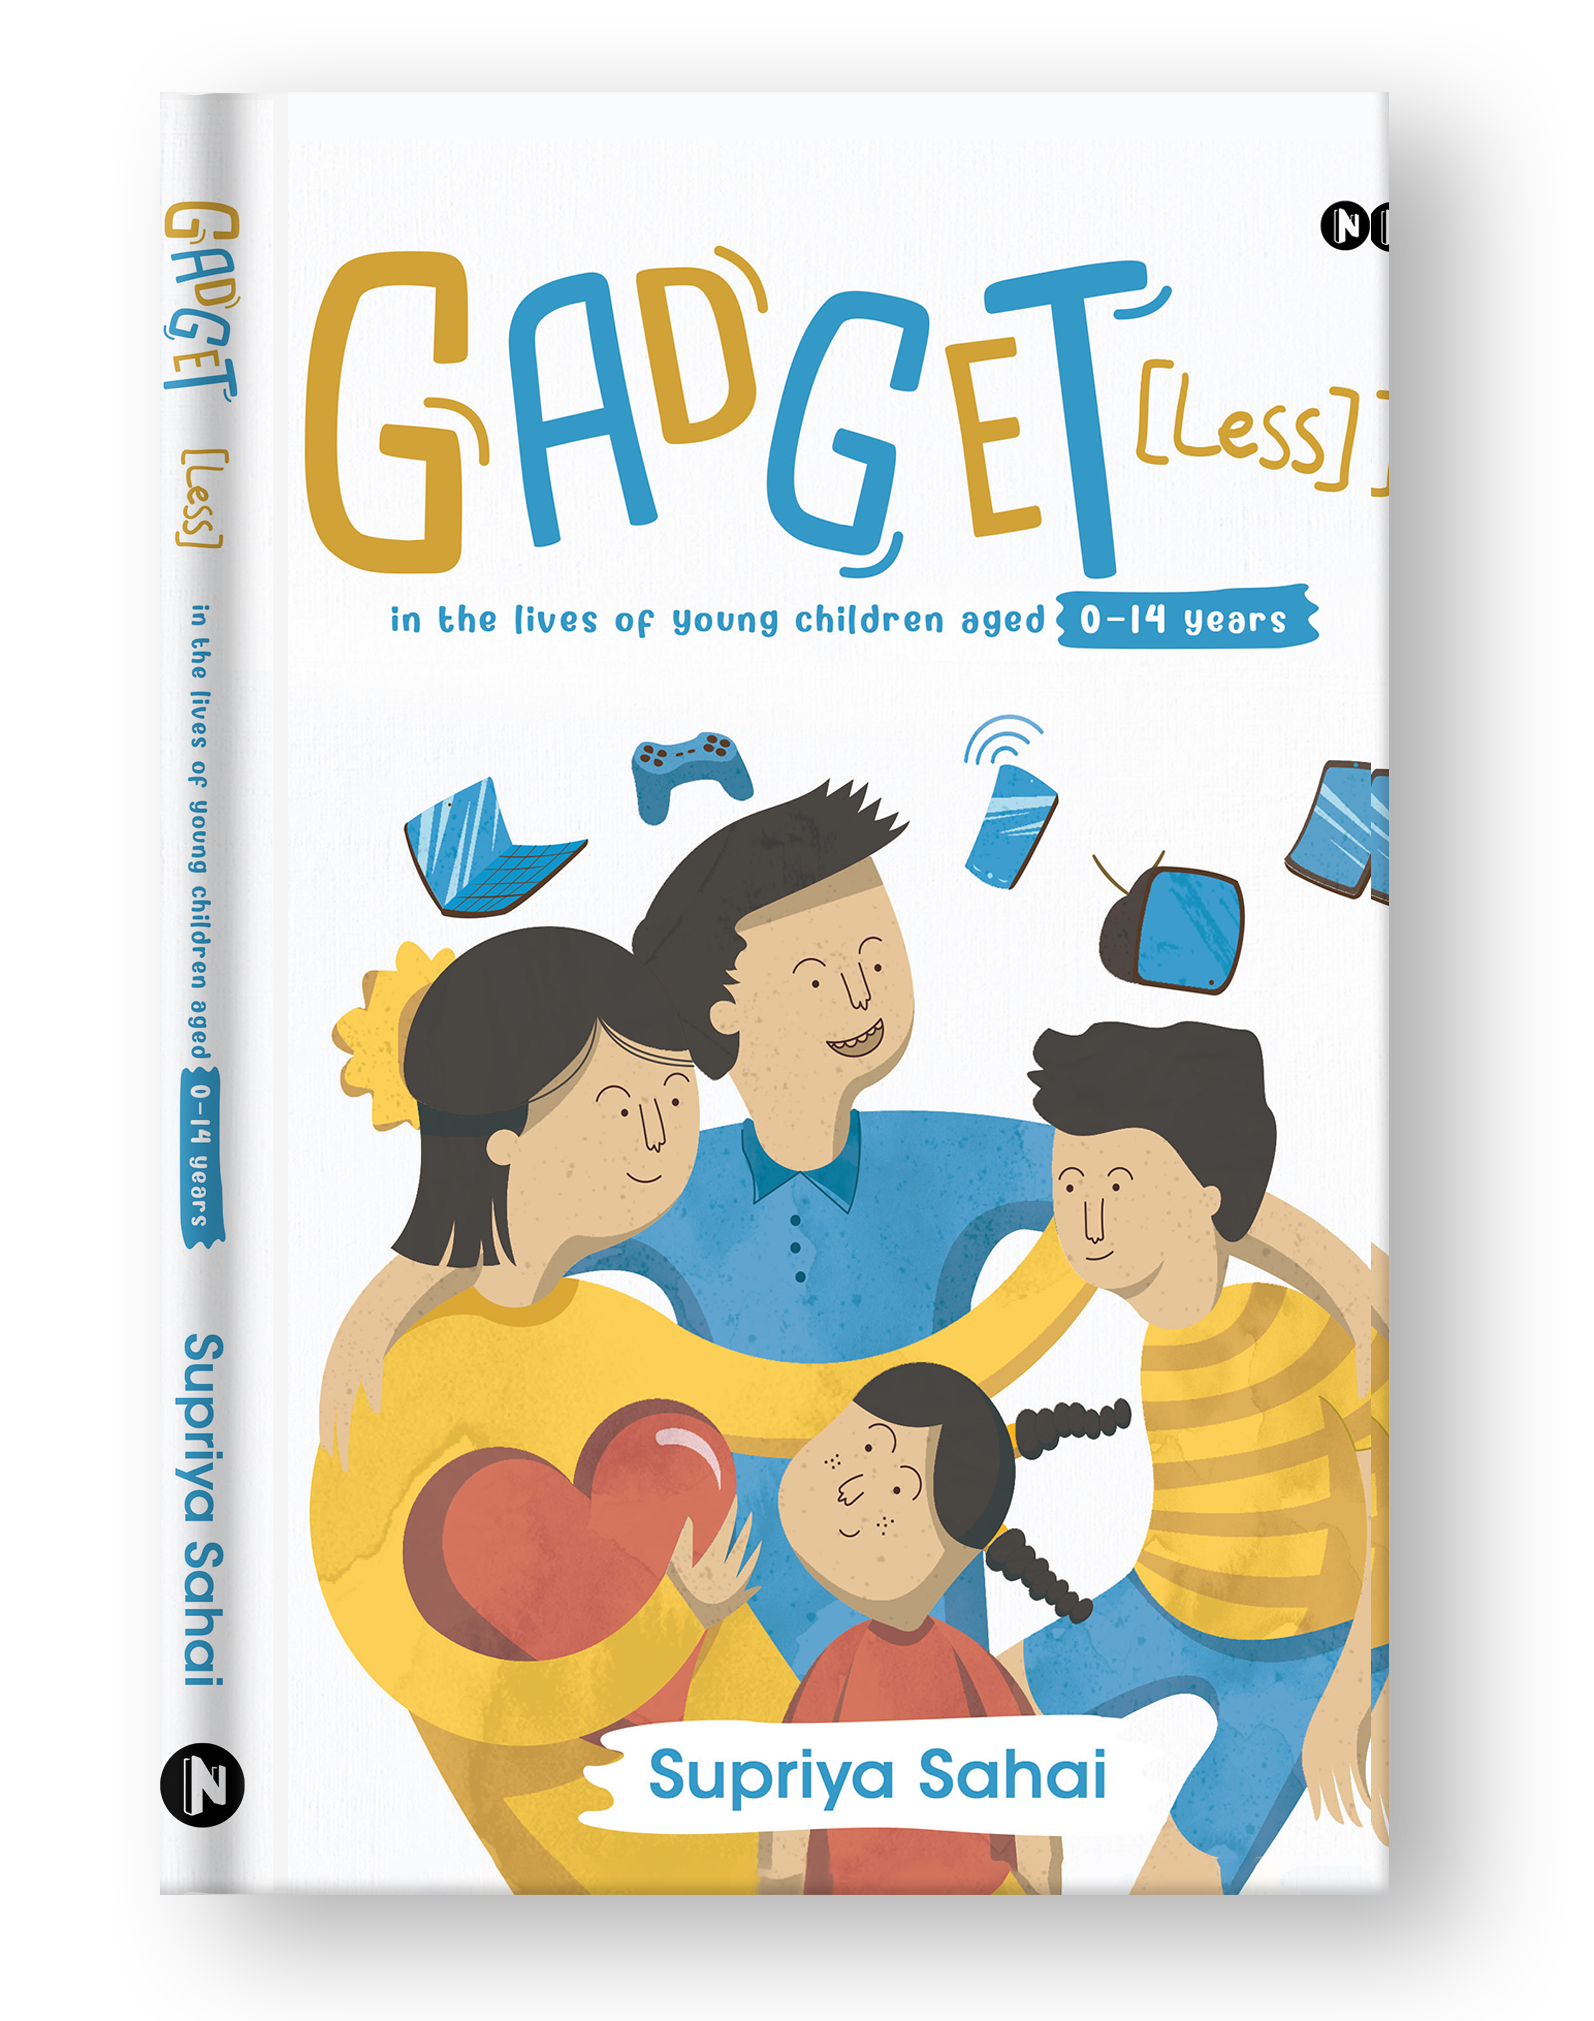 GADGET [Less]
in the lives of young children aged 0-14 years
Supriya Sahai
N
GADGET [Less]
in the lives of young children aged 0-14 years
Supriya Sahai
N